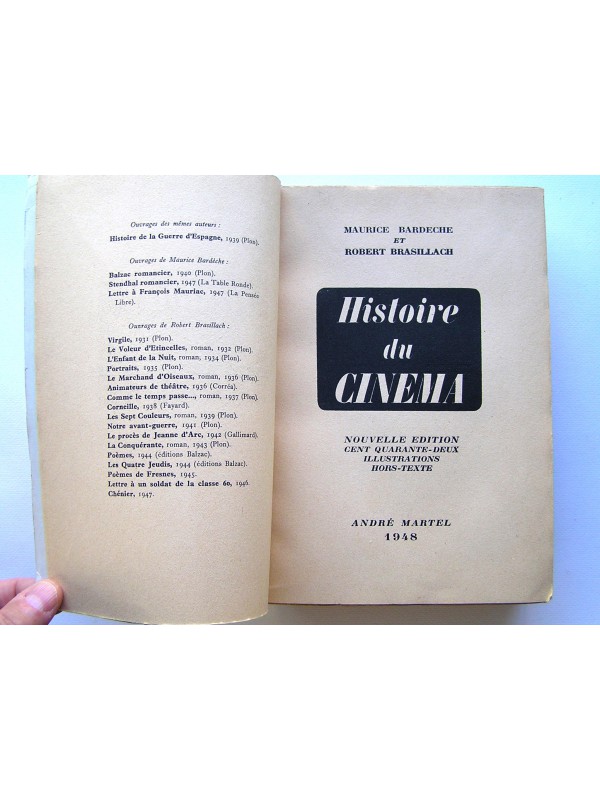 Ouvrages des mêmes auteurs :
Histoire de la Guerre d'Espagne, 1939 (Plon).
Ouvrages de Maurice Bardèche :
Balzac romancier, 1940 (Plon).
Stendhal romancier, 1947 (La Table Ronde).
Lettre à François Mauriac, 1947 (La Pensée
Libre).
Ouvrages de Robert Brasillach :
Virgile, 1931 (Plon).
Le Voleur d'Etincelles, roman, 1932 (Plon).
L'Enfant de la Nuit, roman, 1934 (Plon).
Portraits, 1935 (Plon).
Le Marchand d'Oiseaux, roman, 1936 (Plon).
Animateurs de théâtre, 1936 (Corréa).
Comme le temps passe..., roman, 1937 (Plon).
Corneille, 1938 (Fayard).
Les Sept Couleurs, roman, 1939 (Plon).
Notre avant-guerre, 1941 (Plon).
Le procès de Jeanne d'Arc, 1942 (Gallimard).
La Conquérante, roman, 1943 (Plon).
Poèmes, 1944 (éditions Balzac).
Les Quatre Jeudis, 1944 (éditions Balzac).
Poèmes de Fresnes, 1945.
Lettre à un soldat de la classe 60, 1946.
Chénier, 1947.
MAURICE BARDECHE
ET
ROBERT BRASILLACH
Histoire
du
CINEMA
NOUVELLE EDITION
CENT QUARANTE-DEUX
ILLUSTRATIONS
HORS-TEXTE
ANDRÉ MARTEL
1948